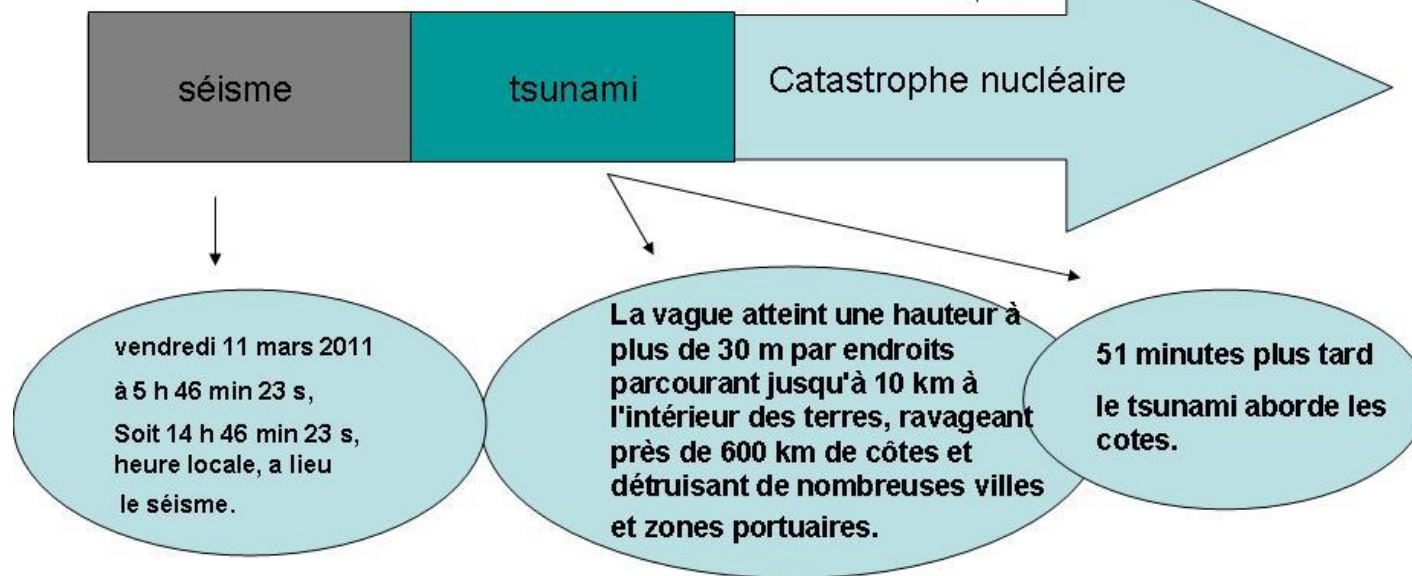 séisme
tsunami
Catastrophe nucléaire
vendredi 11 mars 2011
à 5 h 46 min 23 s,
Soit 14 h 46 min 23 s,
heure locale, a lieu
le séisme.
La vague atteint une hauteur à
plus de 30 m par endroits
parcourant jusqu'à 10 km à
l'intérieur des terres, ravageant
près de 600 km de côtes et
détruisant de nombreuses villes
et zones portuaires.
51 minutes plus tard
le tsunami aborde les
cotes.